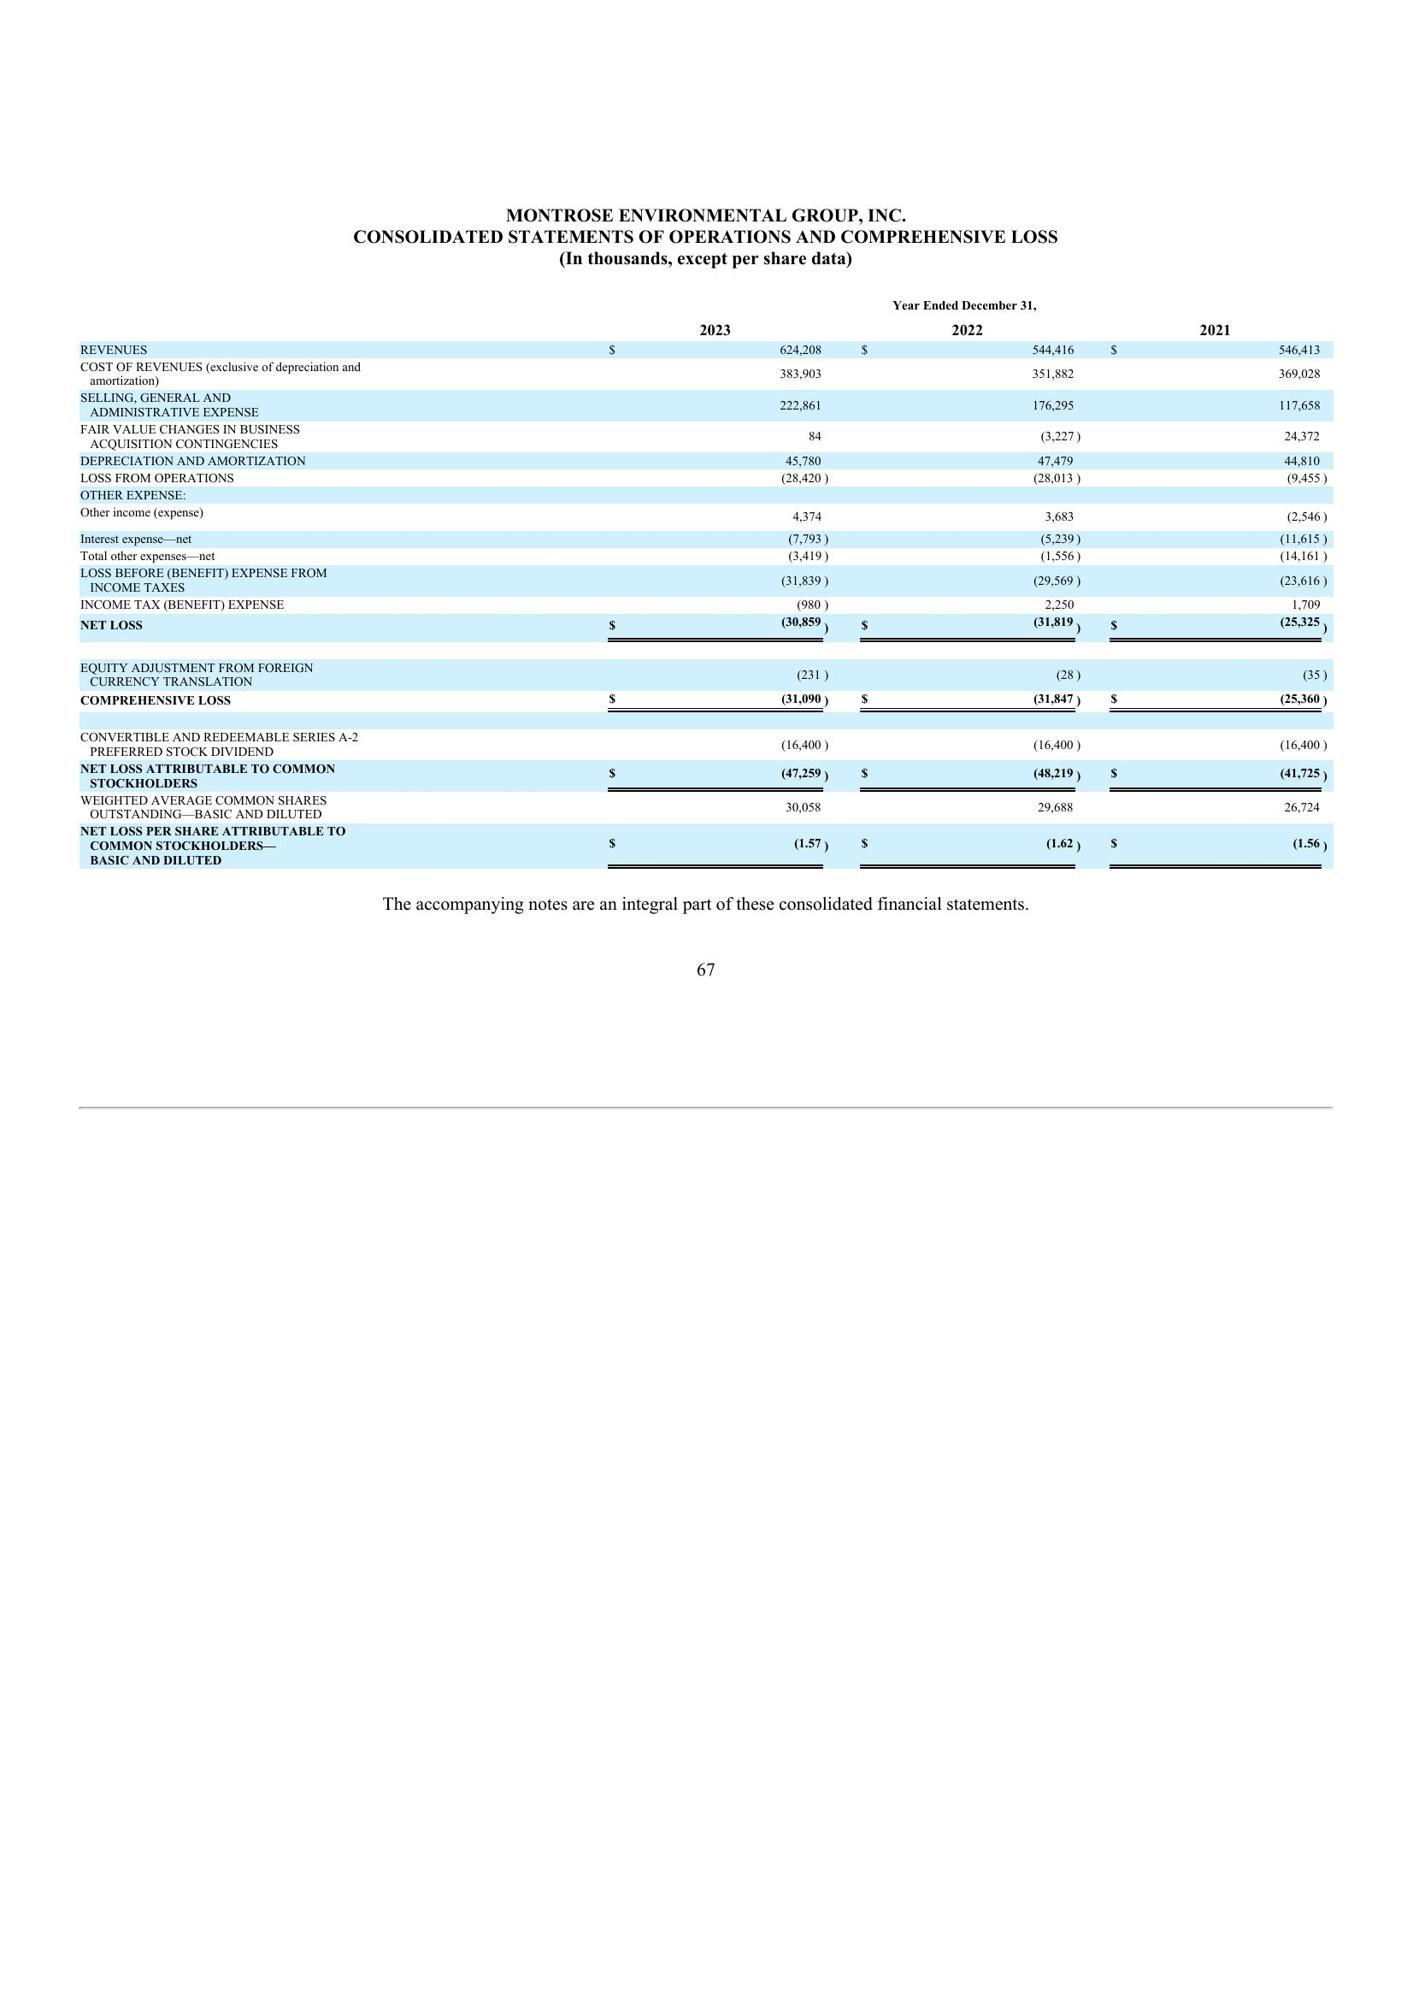 MONTROSE ENVIRONMENTAL GROUP, INC.
CONSOLIDATED STATEMENTS OF OPERATIONS AND COMPREHENSIVE LOSS
(In thousands, except per share data)
Year Ended December 31,
2023 2022 2021
REVENUES $ 624,208 $ 544,416 $ 546,413
COST OF REVENUES (exclusive of depreciation and
amortization) 383,903 351,882 369,028
SELLING, GENERAL AND
ADMINISTRATIVE EXPENSE 222,861 176,295 117,658
FAIR VALUE CHANGES IN BUSINESS
ACQUISITION CONTINGENCIES 84 (3,227 ) 24,372
DEPRECIATION AND AMORTIZATION 45,780 47,479 44,810
LOSS FROM OPERATIONS (28,420 ) (28,013 ) (9,455 )
OTHER EXPENSE:
Other income (expense) 4,374 3,683 (2,546 )
Interest expense—net (7,793 ) (5,239 ) (11,615 )
Total other expenses—net (3,419 ) (1,556 ) (14,161 )
LOSS BEFORE (BENEFIT) EXPENSE FROM
INCOME TAXES (31,839 ) (29,569 ) (23,616 )
INCOME TAX (BENEFIT) EXPENSE (980 ) 2,250 1,709
NET LOSS $ (30,859 ) $ (31,819 ) $ (25,325 )
EQUITY ADJUSTMENT FROM FOREIGN
CURRENCY TRANSLATION (231 ) (28 ) (35 )
COMPREHENSIVE LOSS $ (31,090 ) $ (31,847 ) $ (25,360 )
CONVERTIBLE AND REDEEMABLE SERIES A-2
PREFERRED STOCK DIVIDEND (16,400 ) (16,400 ) (16,400 )
NET LOSS ATTRIBUTABLE TO COMMON
STOCKHOLDERS $ (47,259 ) $ (48,219 ) $ (41,725 )
WEIGHTED AVERAGE COMMON SHARES
OUTSTANDING—BASIC AND DILUTED 30,058 29,688 26,724
NET LOSS PER SHARE ATTRIBUTABLE TO
COMMON STOCKHOLDERS— $ (1.57 ) $ (1.62 ) $ (1.56 )
BASIC AND DILUTED
The accompanying notes are an integral part of these consolidated financial statements.
67